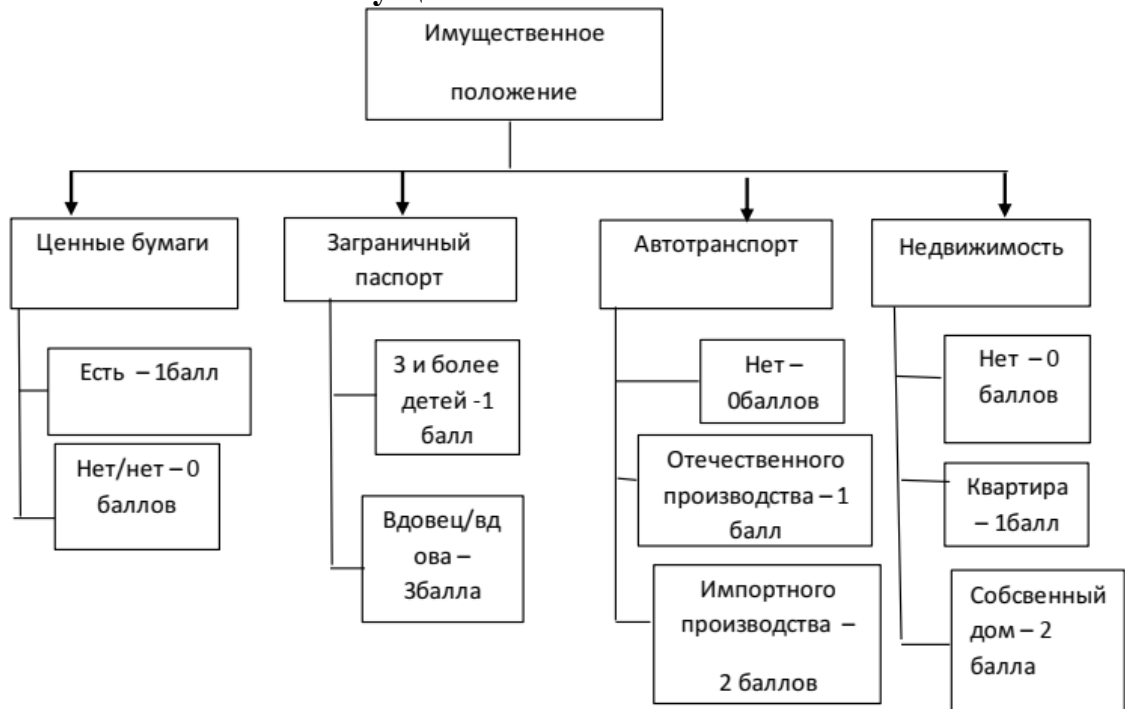 Имущественное
положение
Ценные бумаги
Есть – 1балл
Нет/нет – 0
баллов
Заграничный
паспорт
3 и более
детей -1
балл
Вдовец/вд
ова –
3балла
Автотранспорт
Нет –
0баллов
Отечественного
производства – 1
балл
Импортного
производства –
2 баллов
Недвижимость
Нет – 0
баллов
Квартира
– 1балл
Собсвенный
дом – 2
балла